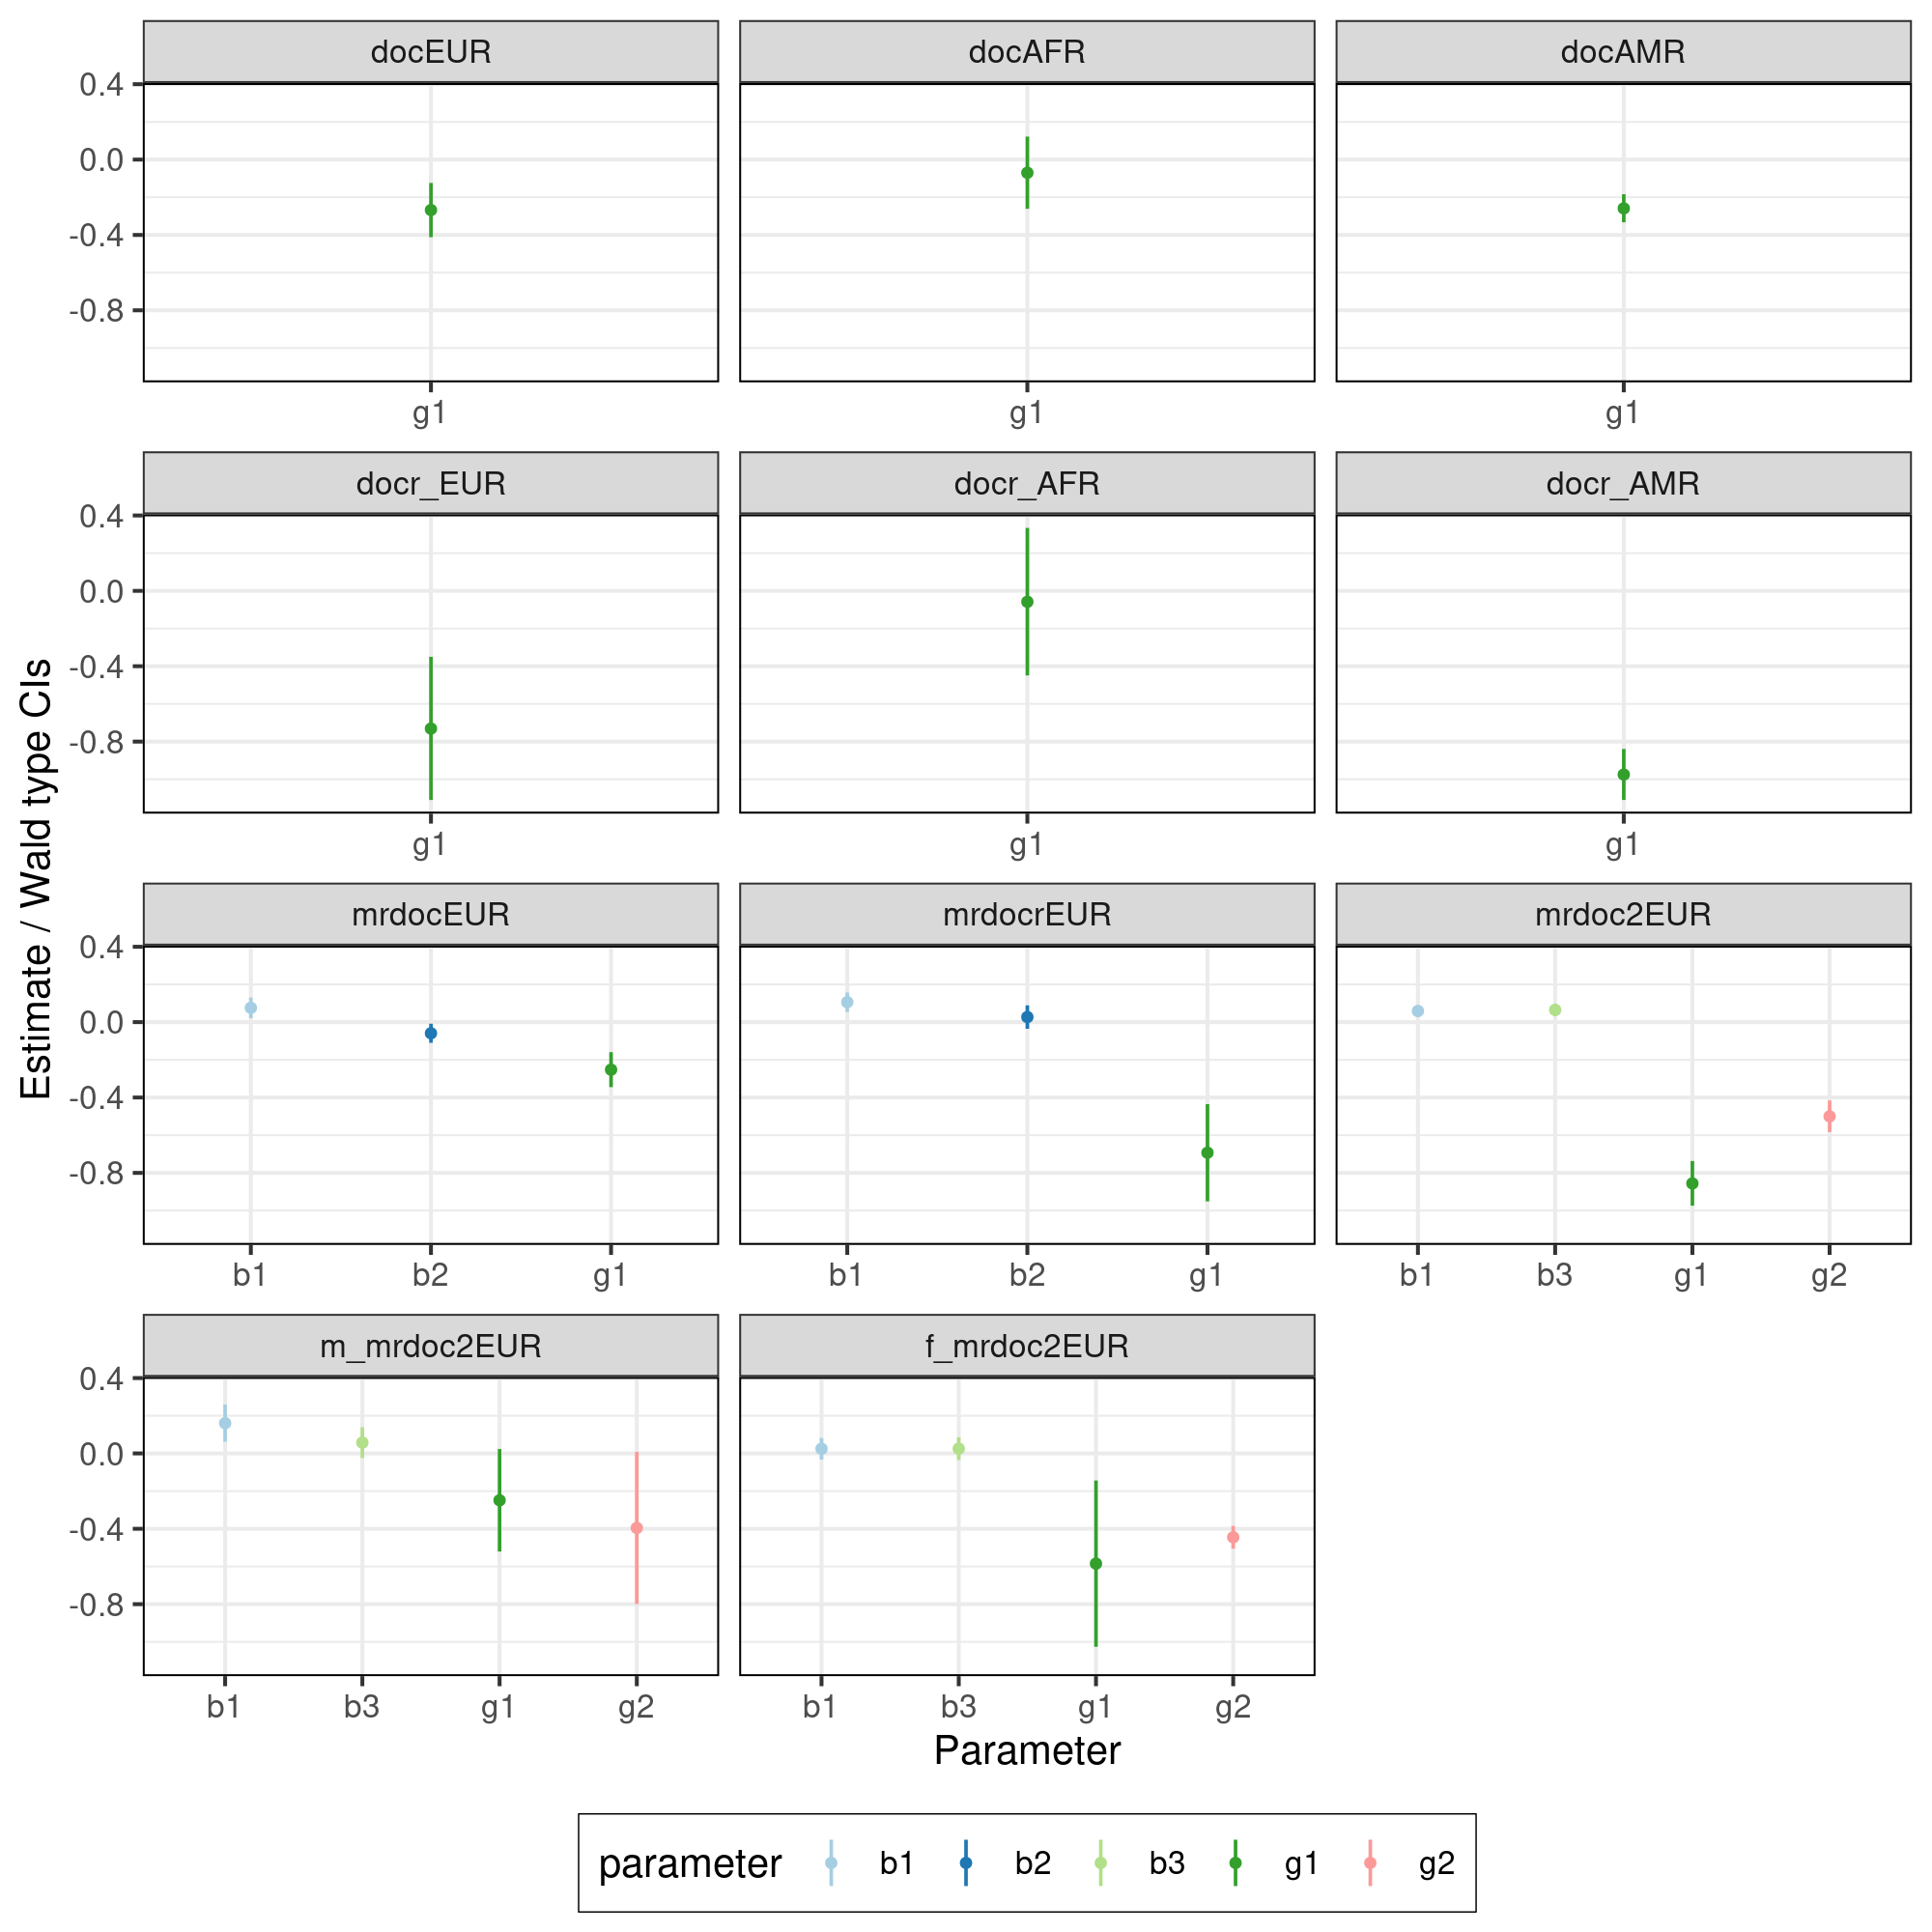 docEUR docAFR docAMR
0.4
0.0
-0.4
-0.8
g1 g1 g1
docr_EUR docr_AFR docr_AMR
0.4
0.0
-0.4
-0.8
g1 g1 g1
Estimate / Wald type CIs
mrdocEUR mrdocrEUR mrdoc2EUR
0.4
0.0
-0.4
-0.8
b1 b2 g1 b1 b2 g1 b1 b3 g1 g2
m_mrdoc2EUR f_mrdoc2EUR
0.4
0.0
-0.4
-0.8
b1 b3 g1 g2 b1 b3 g1 g2
Parameter
parameter b1 b2 b3 g1 g2